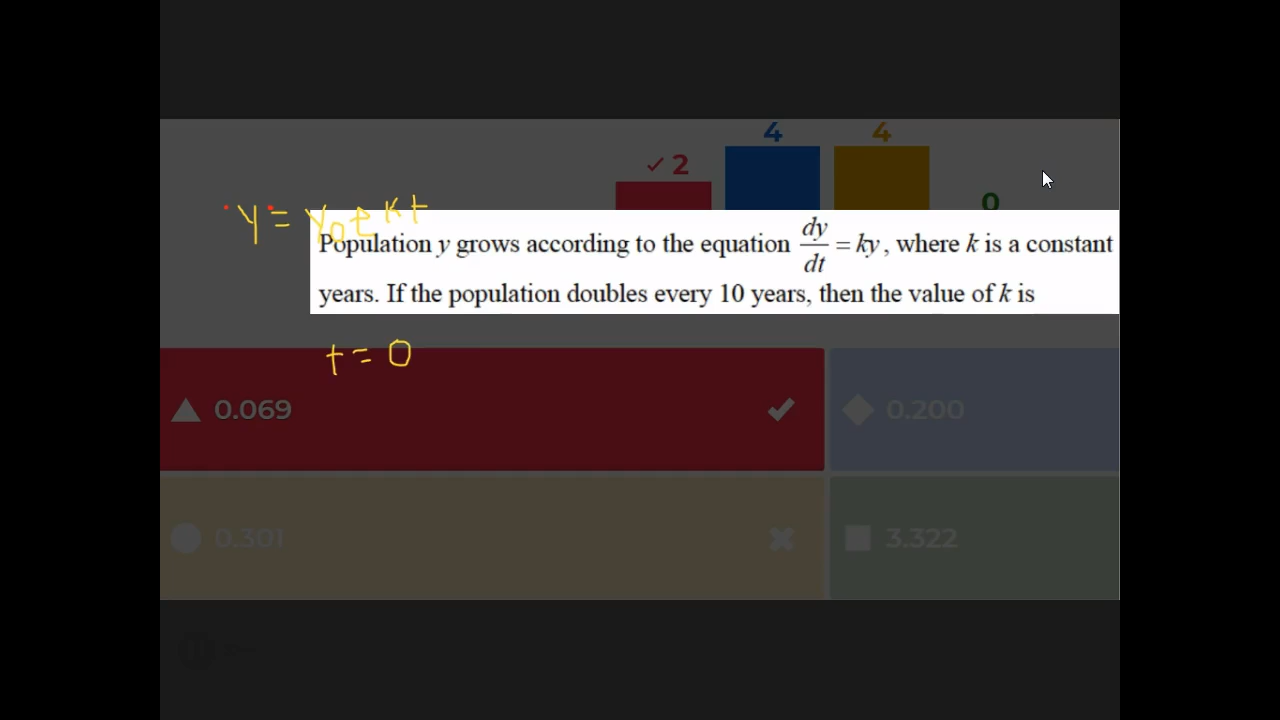 4 4
✓ 2
0
y = y₀e^kt
Population y grows according to the equation dy/dt = ky, where k is a constant
years. If the population doubles every 10 years, then the value of k is
t = 0
0.069 0.200
0.301 3.322